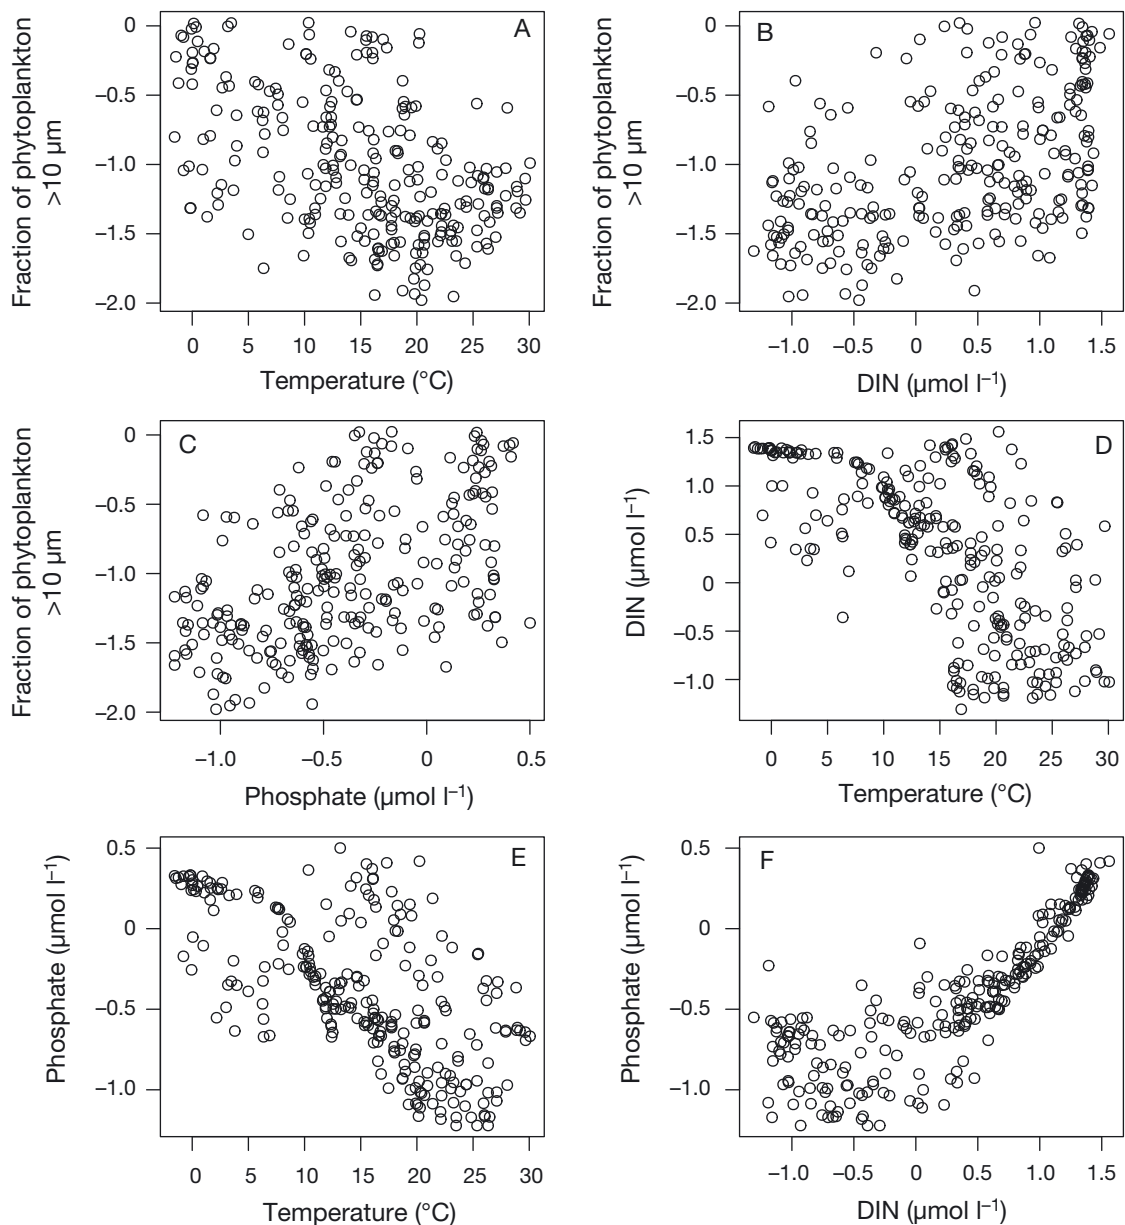 A
Fraction of phytoplankton
>10 µm
0
−0.5
−1.0
−1.5
−2.0
0 5 10 15 20 25 30
Temperature (°C)
B
Fraction of phytoplankton
>10 µm
0
−0.5
−1.0
−1.5
−2.0
−1.0 −0.5 0 0.5 1.0 1.5
DIN (µmol l⁻¹)
C
Fraction of phytoplankton
>10 µm
0
−0.5
−1.0
−1.5
−2.0
−1.0 −0.5 0 0.5
Phosphate (µmol l⁻¹)
D
DIN (µmol l⁻¹)
1.5
1.0
0.5
0
−0.5
−1.0
0 5 10 15 20 25 30
Temperature (°C)
E
Phosphate (µmol l⁻¹)
0.5
0
−0.5
−1.0
0 5 10 15 20 25 30
Temperature (°C)
F
Phosphate (µmol l⁻¹)
0.5
0
−0.5
−1.0
−1.0 −0.5 0 0.5 1.0 1.5
DIN (µmol l⁻¹)